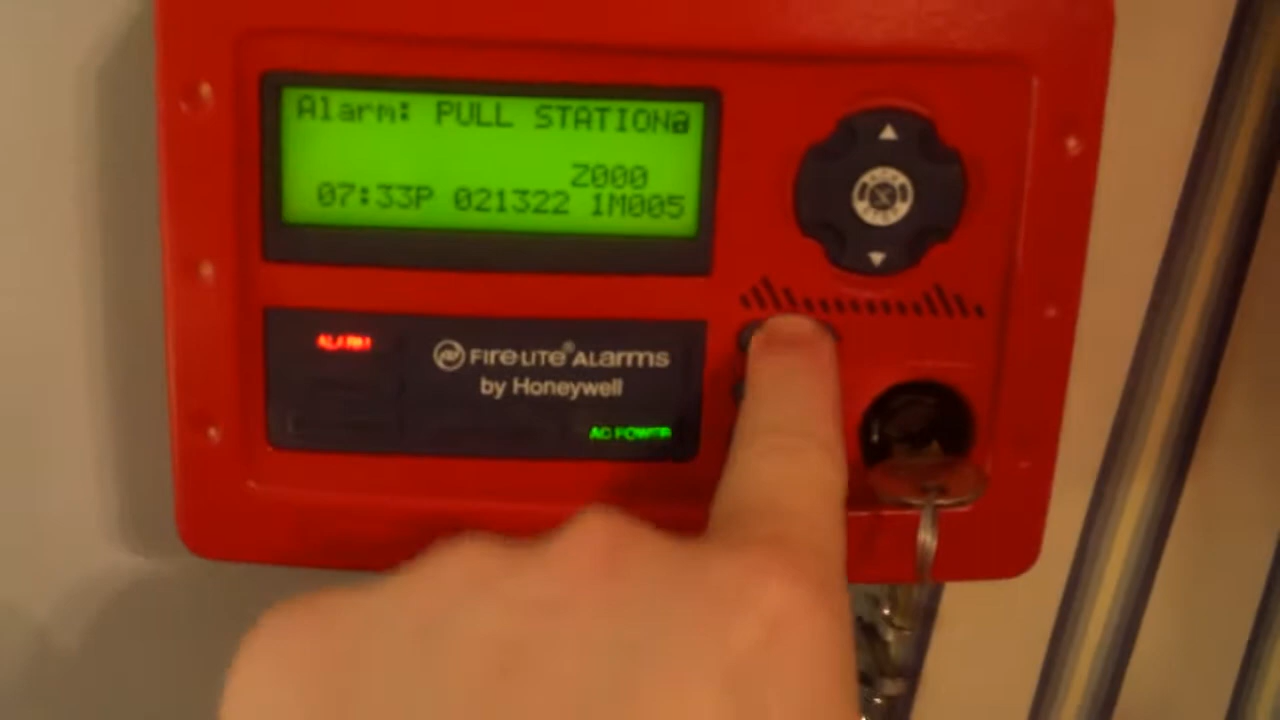 Alarm: PULL STATION@
Z000
07:33P 021322 1M005
ALARM
FIRE•LITE® ALARMS
by Honeywell
AC POWER